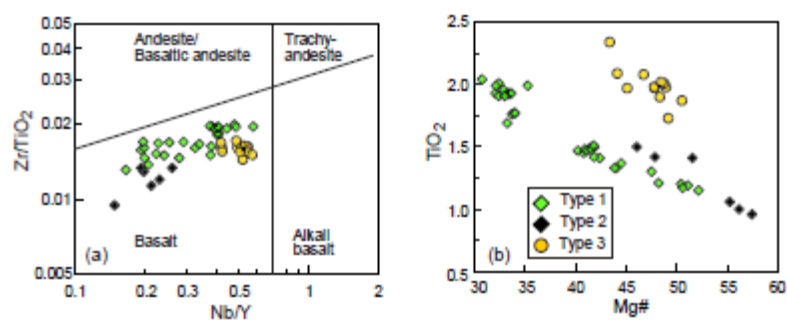 0.05
0.04
0.03
0.020
0.01
0.005
Zr/TiO2
Andesite/
Basaltic andesite
Trachy-
andesite
(a)
Basalt
Alkali
basalt
0.1
0.2
0.3
0.5
1
2
Nb/Y
2.5
2.0
1.5
1.0
0.5
TiO2
Type 1
Type 2
Type 3
(b)
30
40
45
50
55
60
Mg#